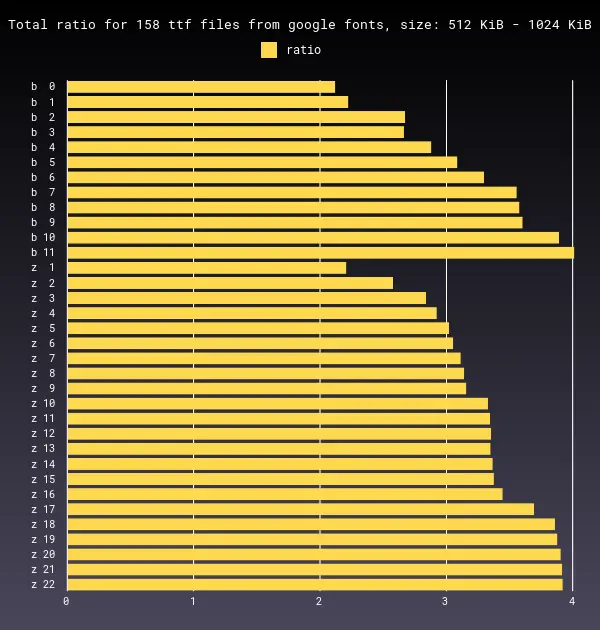 Total ratio for 158 ttf files from google fonts, size: 512 KiB - 1024 KiB
ratio
b 0
b 1
b 2
b 3
b 4
b 5
b 6
b 7
b 8
b 9
b 10
b 11
z 1
z 2
z 3
z 4
z 5
z 6
z 7
z 8
z 9
z 10
z 11
z 12
z 13
z 14
z 15
z 16
z 17
z 18
z 19
z 20
z 21
z 22
0 1 2 3 4